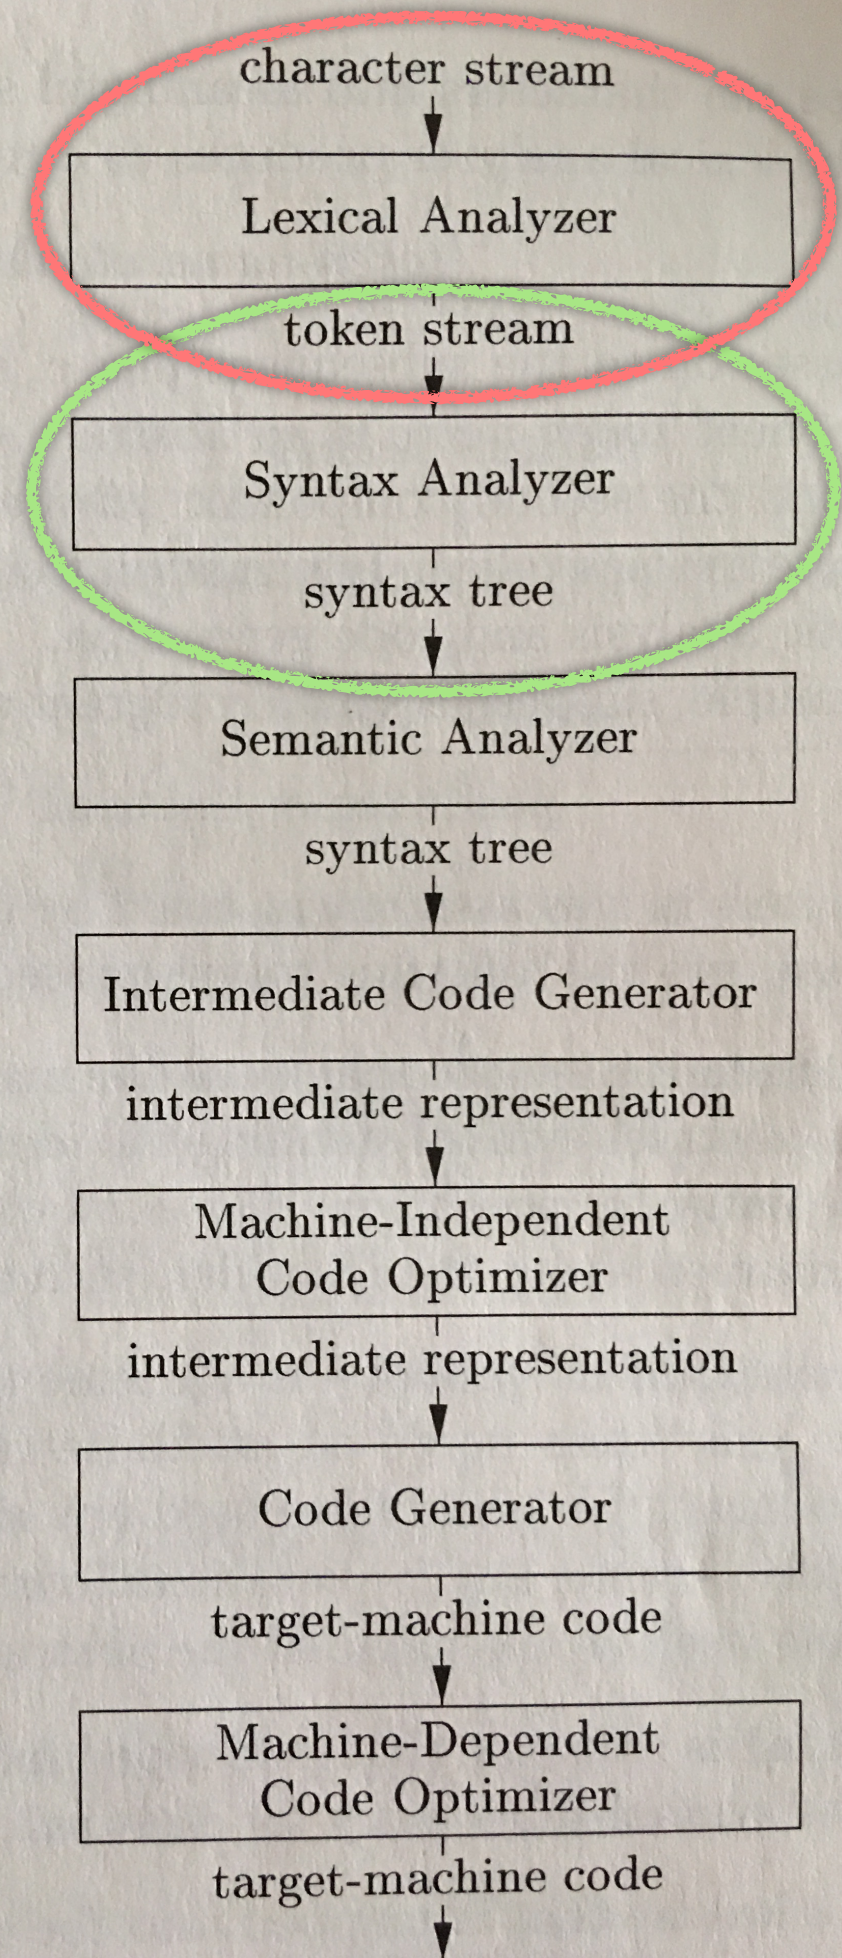 character stream
Lexical Analyzer
token stream
Syntax Analyzer
syntax tree
Semantic Analyzer
syntax tree
Intermediate Code Generator
intermediate representation
Machine-Independent
Code Optimizer
intermediate representation
Code Generator
target-machine code
Machine-Dependent
Code Optimizer
target-machine code